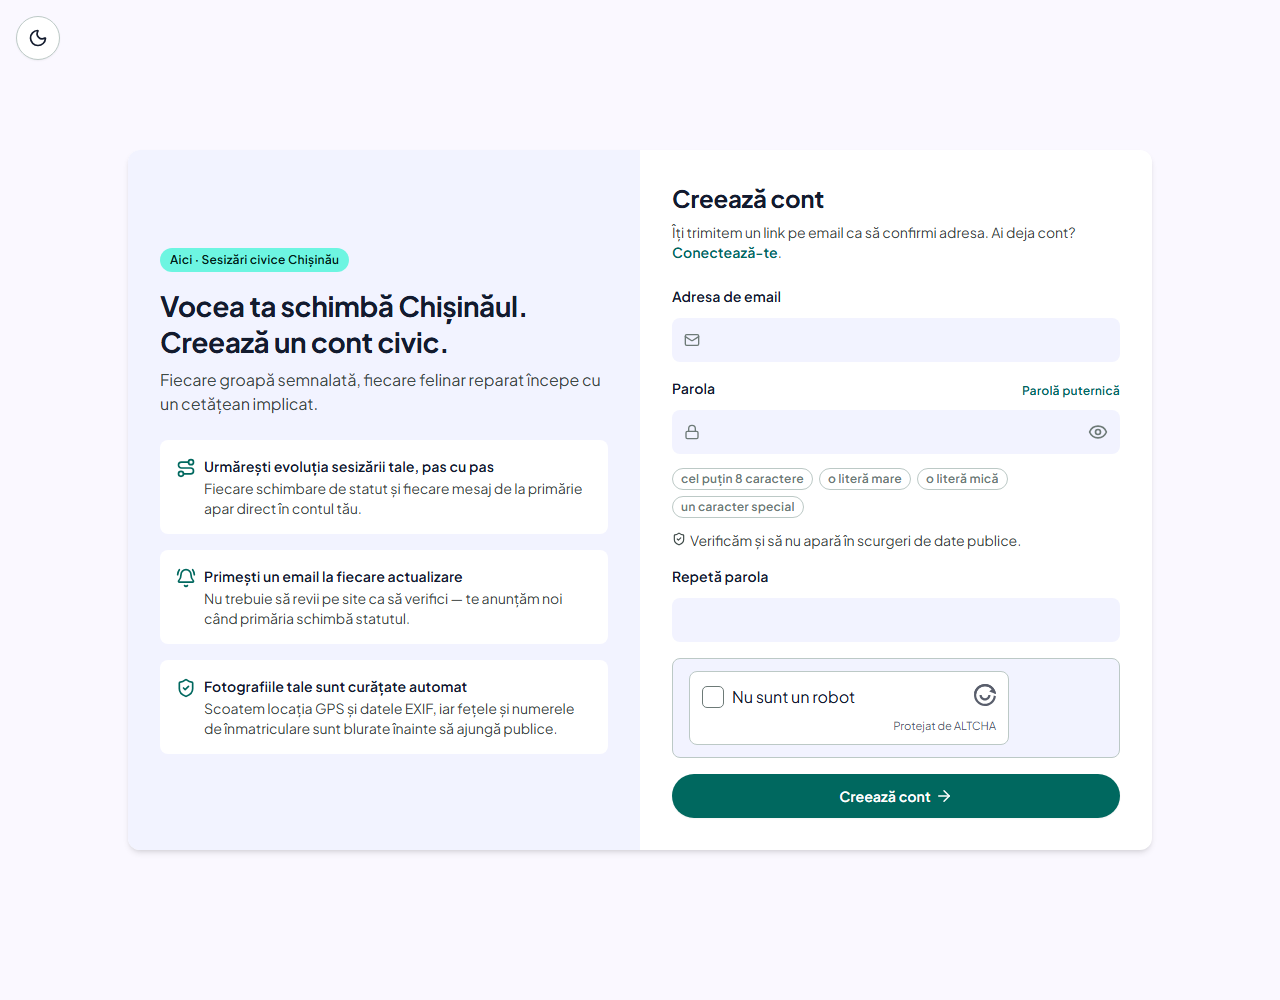 Aici · Sesizări civice Chișinău
Vocea ta schimbă Chișinăul.
Creează un cont civic.
Fiecare groapă semnalată, fiecare felinar reparat începe cu
un cetățean implicat.
Urmărești evoluția sesizării tale, pas cu pas
Fiecare schimbare de statut și fiecare mesaj de la primărie
apar direct în contul tău.
Primești un email la fiecare actualizare
Nu trebuie să revii pe site ca să verifici — te anunțăm noi
când primăria schimbă statutul.
Fotografiile tale sunt curățate automat
Scoatem locația GPS și datele EXIF, iar fețele și numerele
de înmatriculare sunt blurate înainte să ajungă publice.
Creează cont
Îți trimitem un link pe email ca să confirmi adresa. Ai deja cont?
Conectează-te.
Adresa de email
Parola
Parolă puternică
cel puțin 8 caractere
o literă mare
o literă mică
un caracter special
Verificăm și să nu apară în scurgeri de date publice.
Repetă parola
Nu sunt un robot
Protejat de ALTCHA
Creează cont